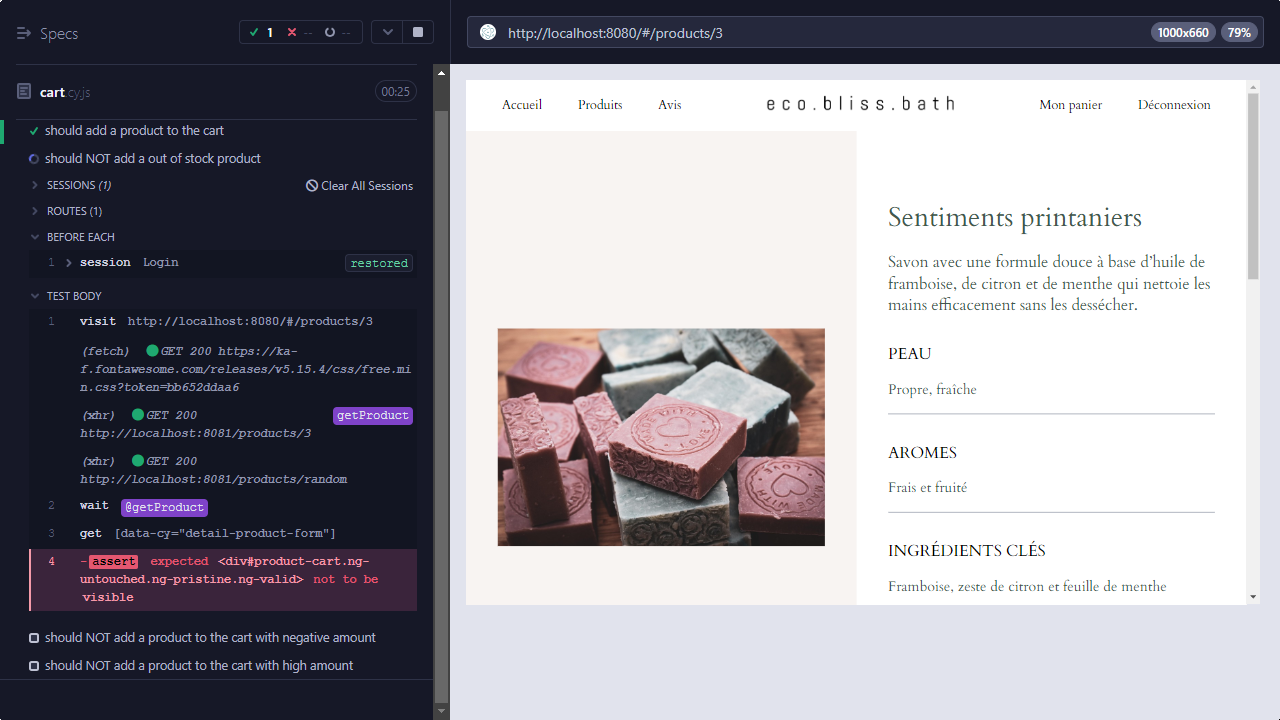 Specs
1
--
--
http://localhost:8080/#/products/3
1000x660
79%
cart.cy.js
00:25
should add a product to the cart
should NOT add a out of stock product
SESSIONS (1)
Clear All Sessions
ROUTES (1)
BEFORE EACH
1 session Login
restored
TEST BODY
1 visit http://localhost:8080/#/products/3
(fetch) GET 200 https://ka-
f.fontawesome.com/releases/v5.15.4/css/free.mi
n.css?token=bb652ddaa6
(xhr) GET 200
getProduct
http://localhost:8081/products/3
(xhr) GET 200
http://localhost:8081/products/random
2 wait @getProduct
3 get [data-cy="detail-product-form"]
4 -assert expected <div#product-cart.ng-
untouched.ng-pristine.ng-valid> not to be
visible
should NOT add a product to the cart with negative amount
should NOT add a product to the cart with high amount
Accueil
Produits
Avis
eco.bliss.bath
Mon panier
Déconnexion
Sentiments printaniers
Savon avec une formule douce à base d'huile de
framboise, de citron et de menthe qui nettoie les
mains efficacement sans les dessécher.
PEAU
Propre, fraîche
AROMES
Frais et fruité
INGRÉDIENTS CLÉS
Framboise, zeste de citron et feuille de menthe